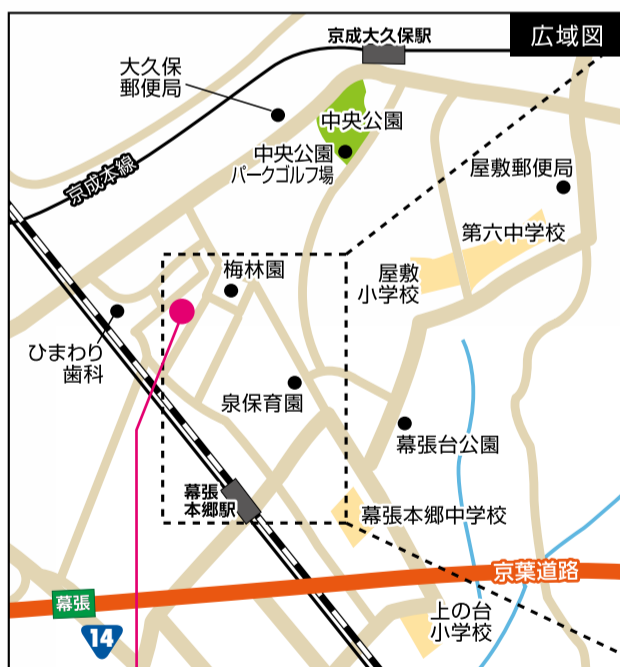 広域図
京成大久保駅
大久保
郵便局
中央公園
中央公園
パークゴルフ場
屋敷郵便局
京成本線
第六中学校
梅林園
屋敷
小学校
ひまわり
歯科
泉保育園
幕張台公園
幕張
本郷駅
幕張本郷中学校
京葉道路
幕張
14
上の台
小学校